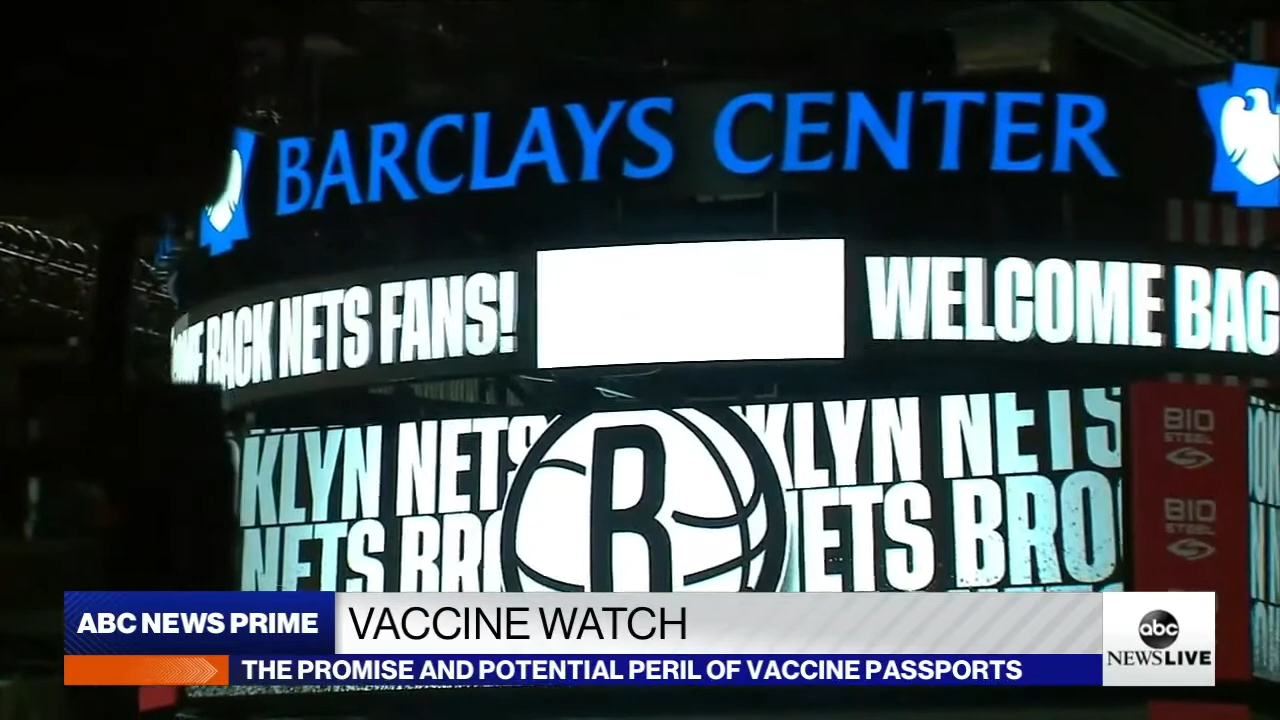 BARCLAYS CENTER
BACK NETS FANS!
WELCOME BAC
KLYN NETS
KLYN NETS
NETS BRO
ETS BRO
B
BIO
STEEL
BIO
STEEL
ABC NEWS PRIME
VACCINE WATCH
THE PROMISE AND POTENTIAL PERIL OF VACCINE PASSPORTS
abc
NEWS LIVE